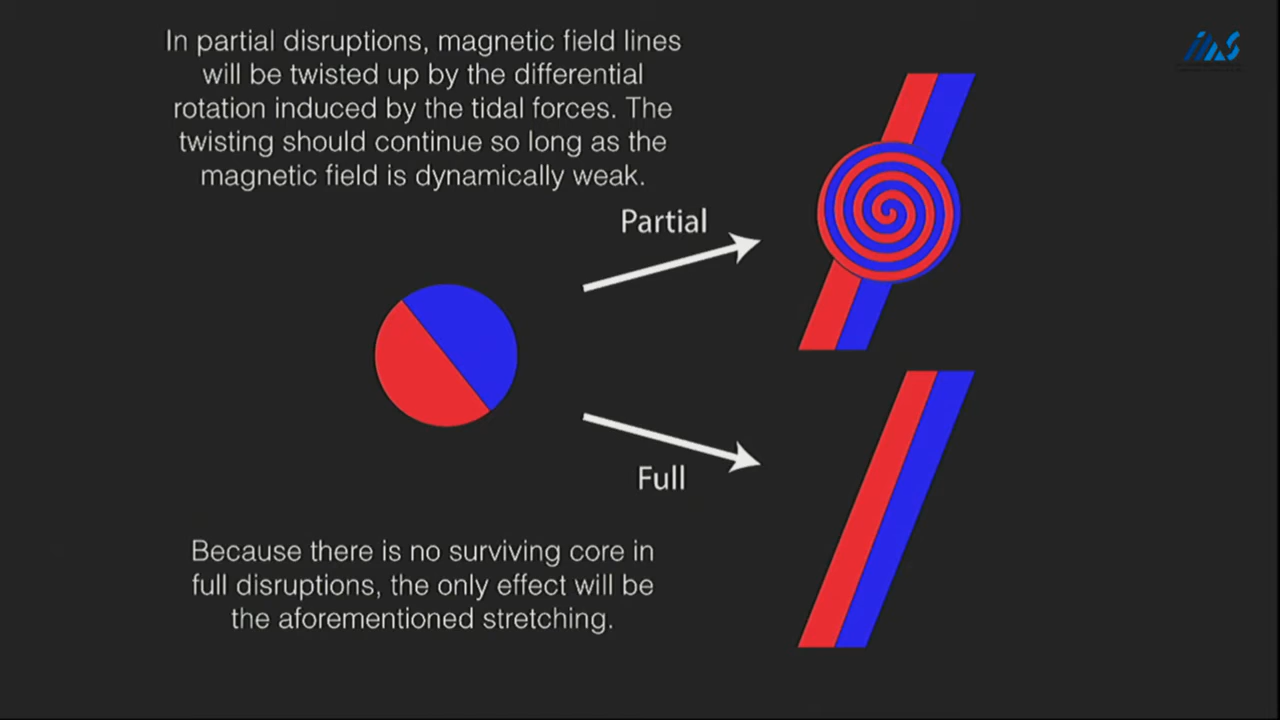 In partial disruptions, magnetic field lines
will be twisted up by the differential
rotation induced by the tidal forces. The
twisting should continue so long as the
magnetic field is dynamically weak.
Partial
Full
Because there is no surviving core in
full disruptions, the only effect will be
the aforementioned stretching.